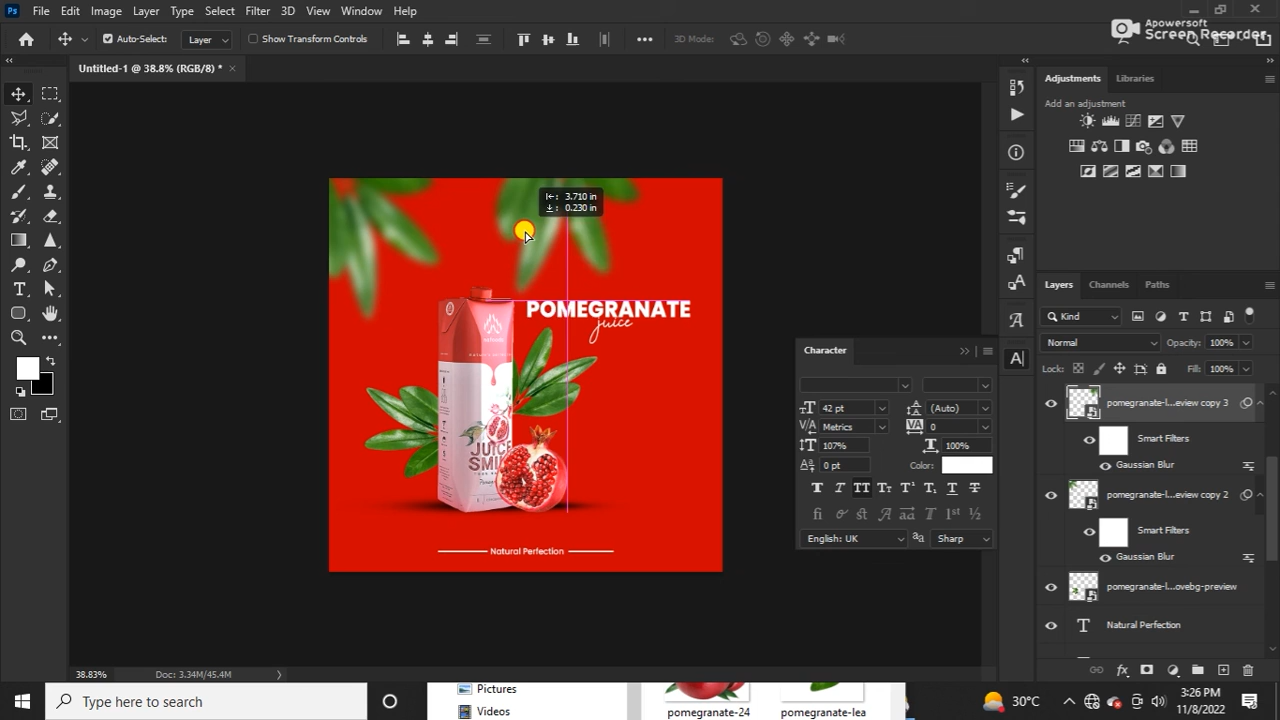 Ps File Edit Image Layer Type Select Filter 3D View Window Help
Apowersoft
Screen Recorder
Auto-Select: Layer Show Transform Controls 3D Mode:
Untitled-1 @ 38.8% (RGB/8) * ×
Adjustments Libraries
Add an adjustment
3.710 in
0.230 in
POMEGRANATE
juice
JUICE
Natural Perfection
Character
42 pt (Auto)
Metrics 0
107% 100%
0 pt Color:
English: UK Sharp
Layers Channels Paths
Kind
Normal Opacity: 100%
Lock: Fill: 100%
pomegranate-l...eview copy 3
Smart Filters
Gaussian Blur
pomegranate-l...eview copy 2
Smart Filters
Gaussian Blur
pomegranate-l...ovebg-preview
Natural Perfection
38.83% Doc: 3.34M/45.4M
Pictures
Videos
pomegranate-24 pomegranate-lea
Type here to search
30°C
3:26 PM
11/8/2022